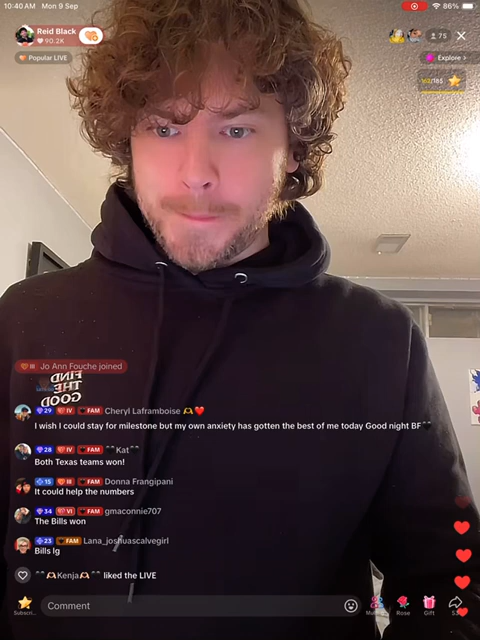 10:40 AM Mon 9 Sep
86%
Reid Black
90.2K
75
Popular LIVE
Explore >
III Jo Ann Fouche joined
FIND
THE
GOOD
29 IV FAM Cheryl Laframboise
I wish I could stay for milestone but my own anxiety has gotten the best of me today Good night BF
28 IV FAM Kat
Both Texas teams won!
15 III FAM Donna Frangipani
It could help the numbers
34 VI FAM gmaconnie707
The Bills won
23 FAM Lana_joshuascalvegirl
Bills lg
Kenja liked the LIVE
Subscri...
Comment
Rose
Gift